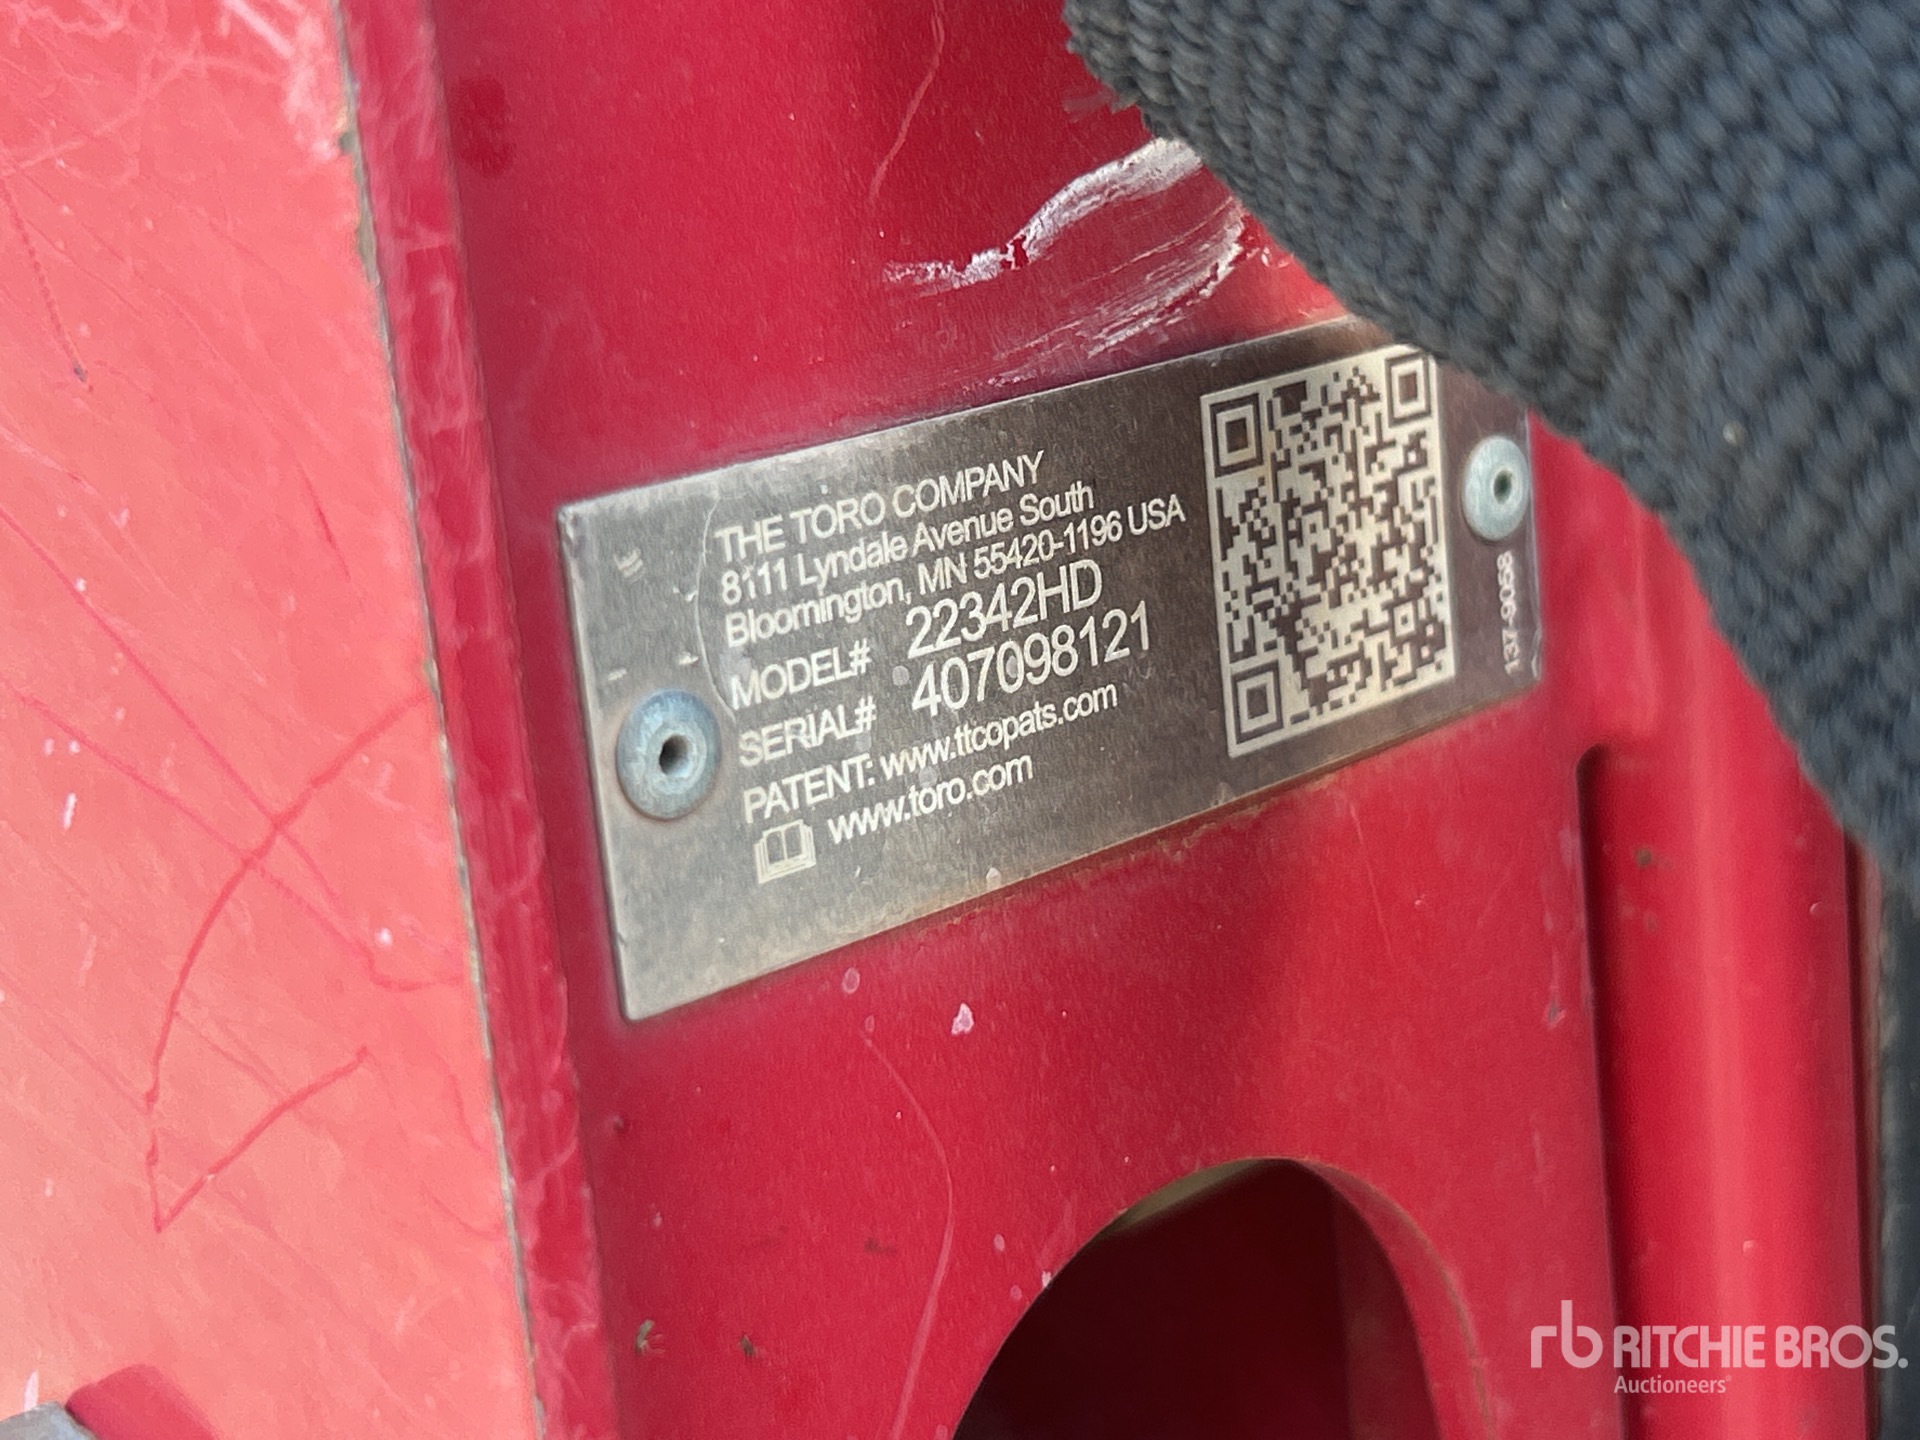 THE TORO COMPANY
8111 Lyndale Avenue South
Bloomington, MN 55420-1196 USA
MODEL# 22342HD
SERIAL# 407098121
PATENT: www.ttcopats.com
www.toro.com
137-9058
rb RITCHIE BROS.
Auctioneers